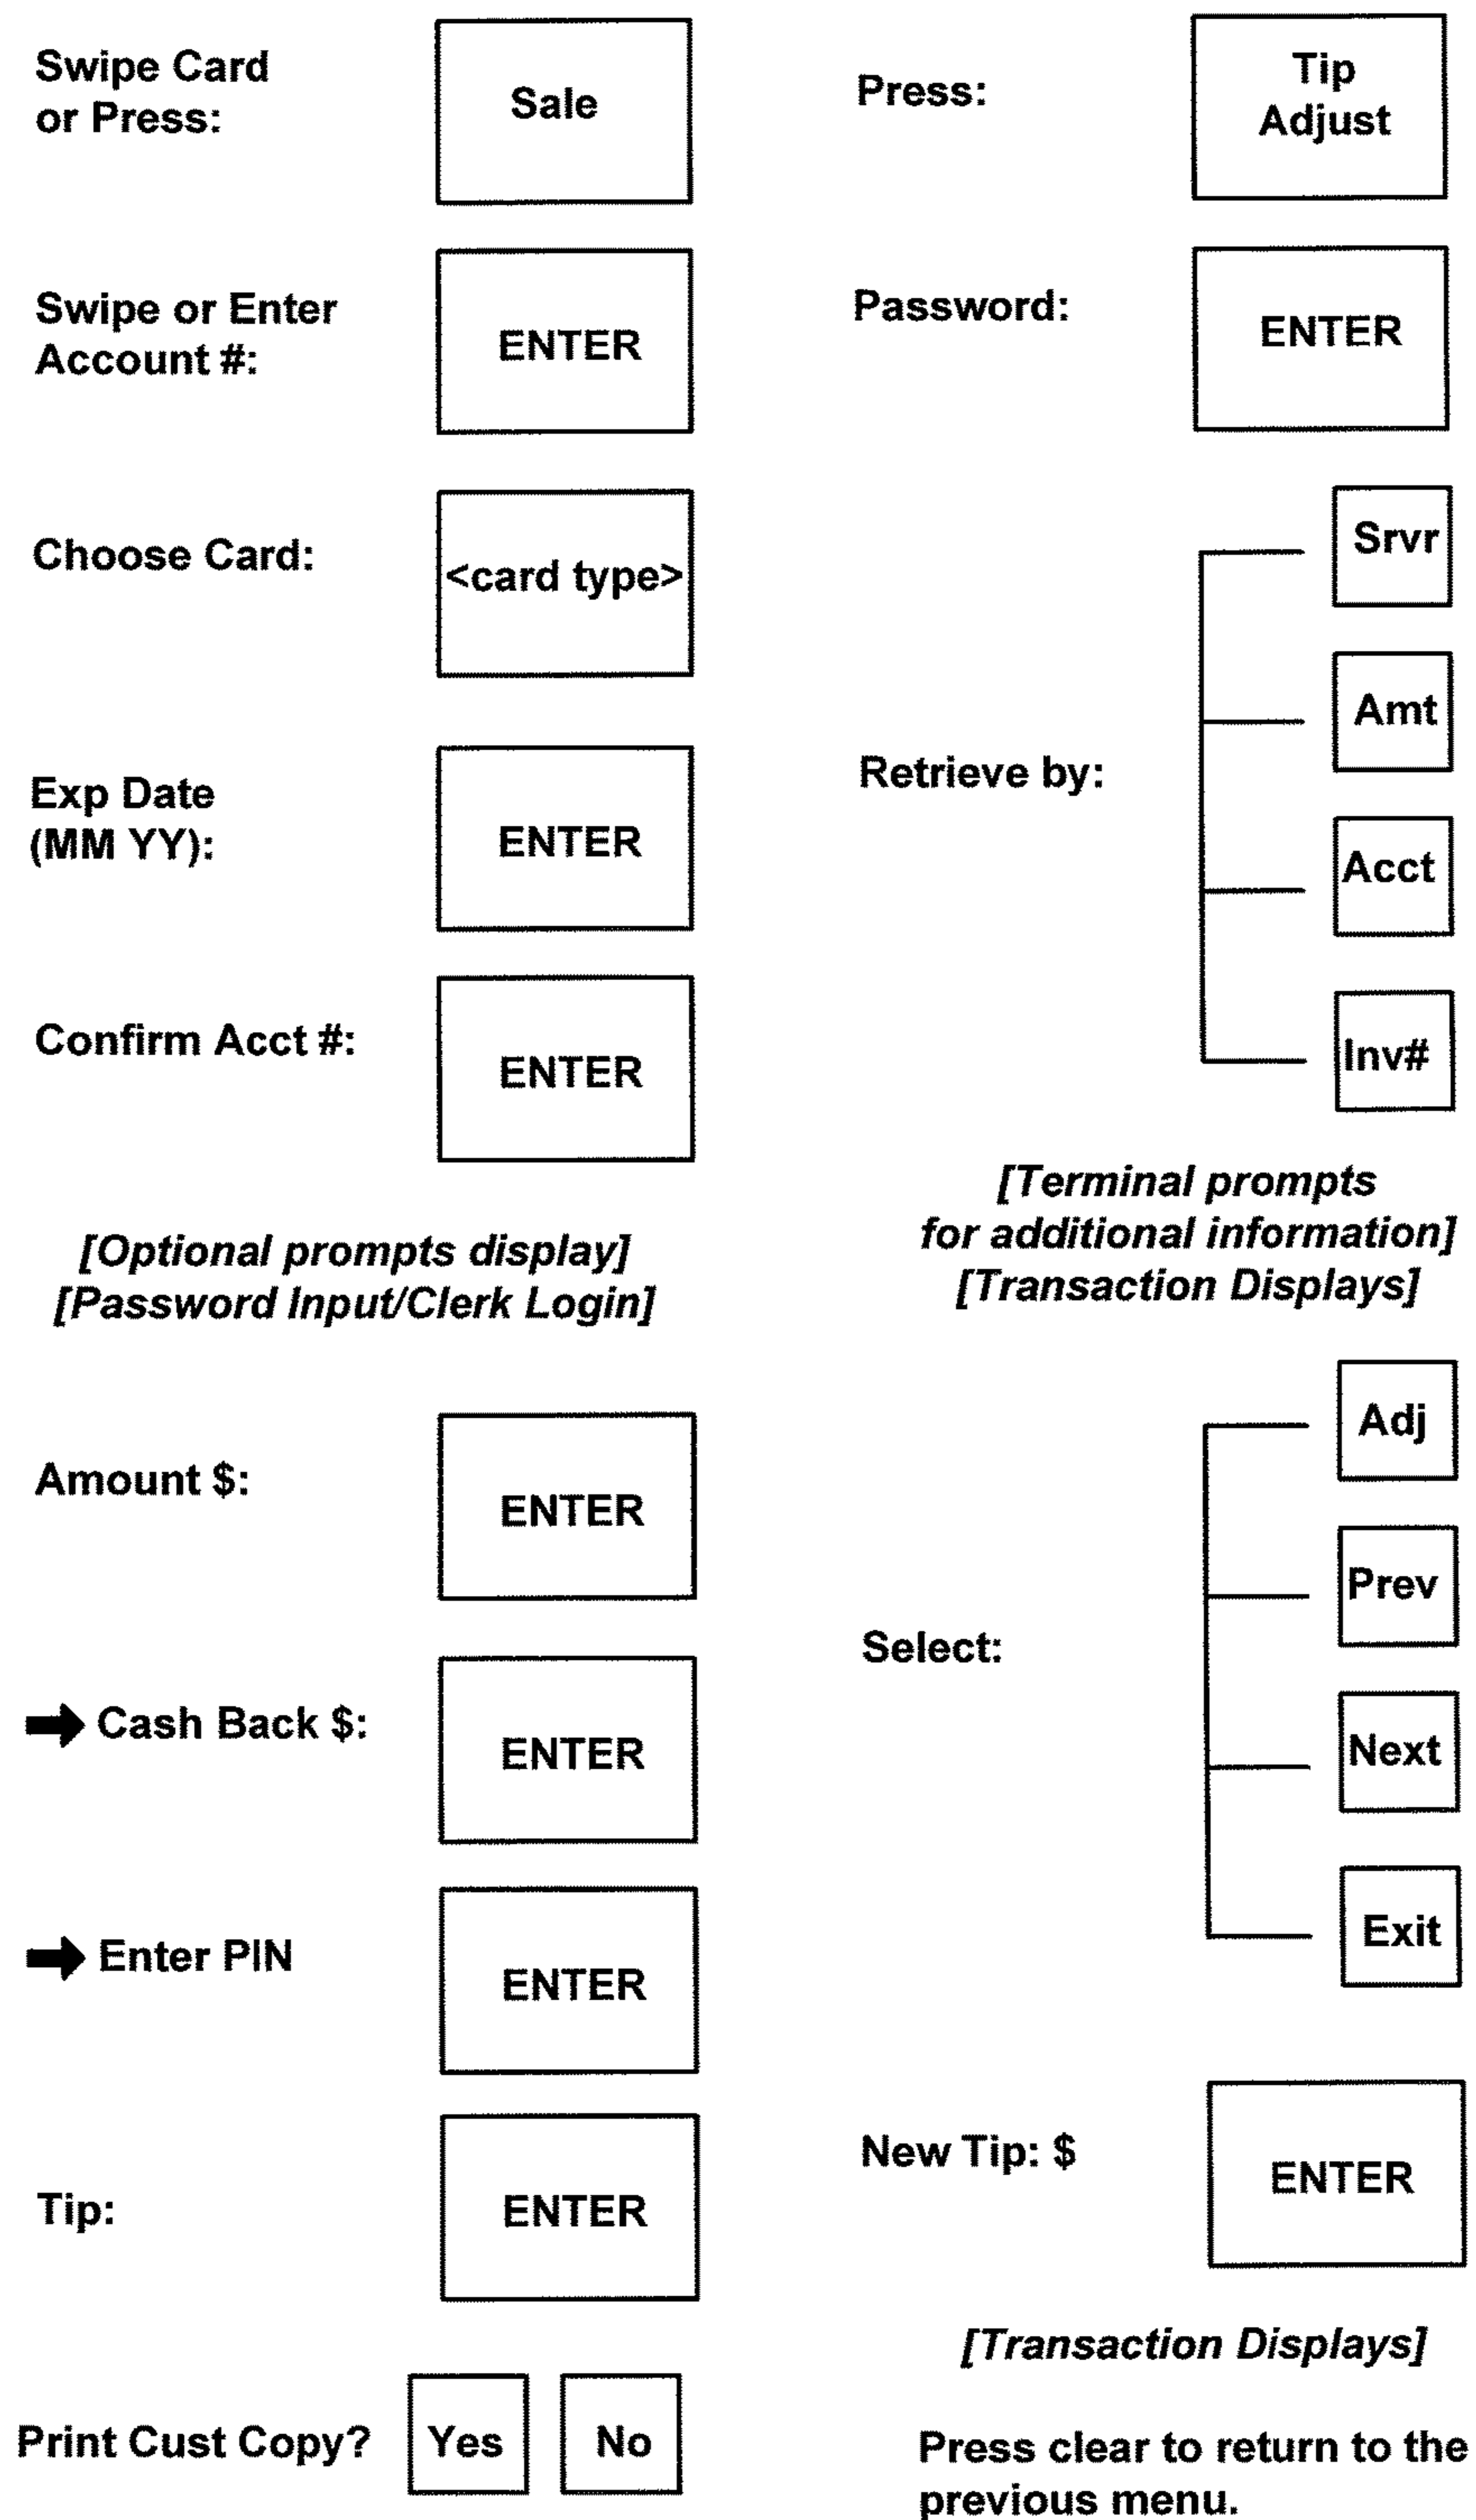 Swipe Card
or Press:
Sale
Swipe or Enter
Account #:
ENTER
Choose Card:
<card type>
Exp Date
(MM YY):
ENTER
Confirm Acct #:
ENTER
[Optional prompts display]
[Password Input/Clerk Login]
Amount $:
ENTER
Cash Back $:
ENTER
Enter PIN
ENTER
Tip:
ENTER
Print Cust Copy?
Yes
No
Press:
Tip
Adjust
Password:
ENTER
Retrieve by:
Srvr
Amt
Acct
Inv#
[Terminal prompts
for additional information]
[Transaction Displays]
Select:
Adj
Prev
Next
Exit
New Tip: $
ENTER
[Transaction Displays]
Press clear to return to the
previous menu.